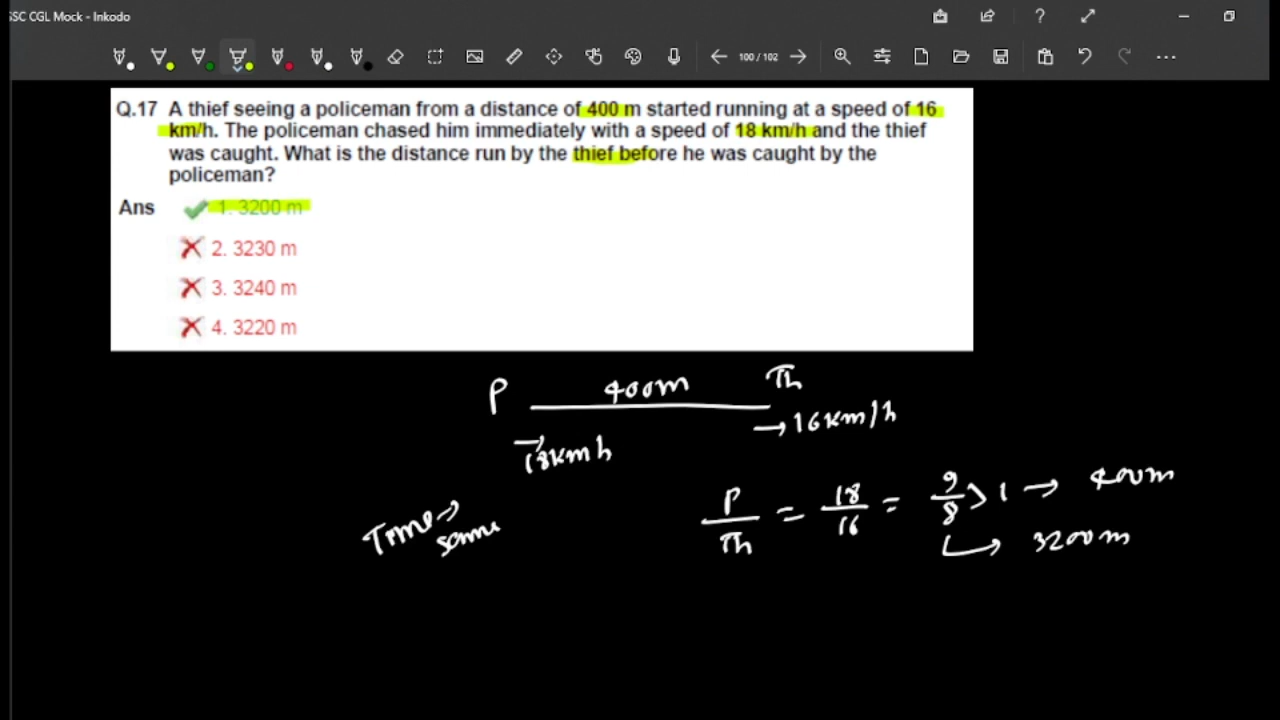 SSC CGL Mock - Inkodo
100 / 102
Q.17 A thief seeing a policeman from a distance of 400 m started running at a speed of 16
km/h. The policeman chased him immediately with a speed of 18 km/h and the thief
was caught. What is the distance run by the thief before he was caught by the
policeman?
Ans 1. 3200 m
2. 3230 m
3. 3240 m
4. 3220 m
P 400m Th
→ 16km/h
→ 18kmh
P/Th = 18/16 = 9/8 > 1 → 400m
→ 3200m
Time → same